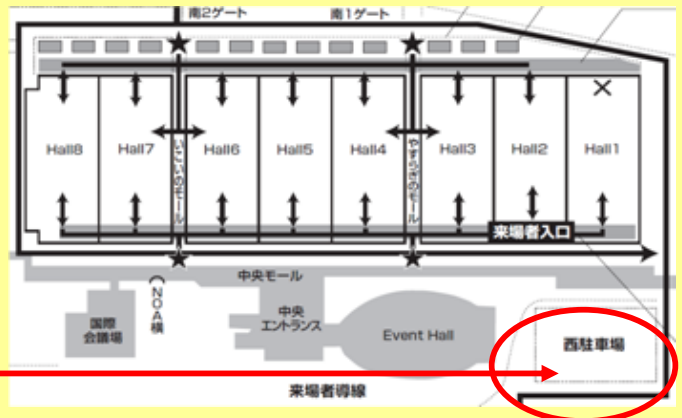 南2ゲート
南1ゲート
Hall8
Hall7
いこいのモール
Hall6
Hall5
Hall4
やすらぎのモール
Hall3
Hall2
Hall1
来場者入口
中央モール
国際
会議場
(NOA横
中央
エントランス
Event Hall
西駐車場
来場者導線